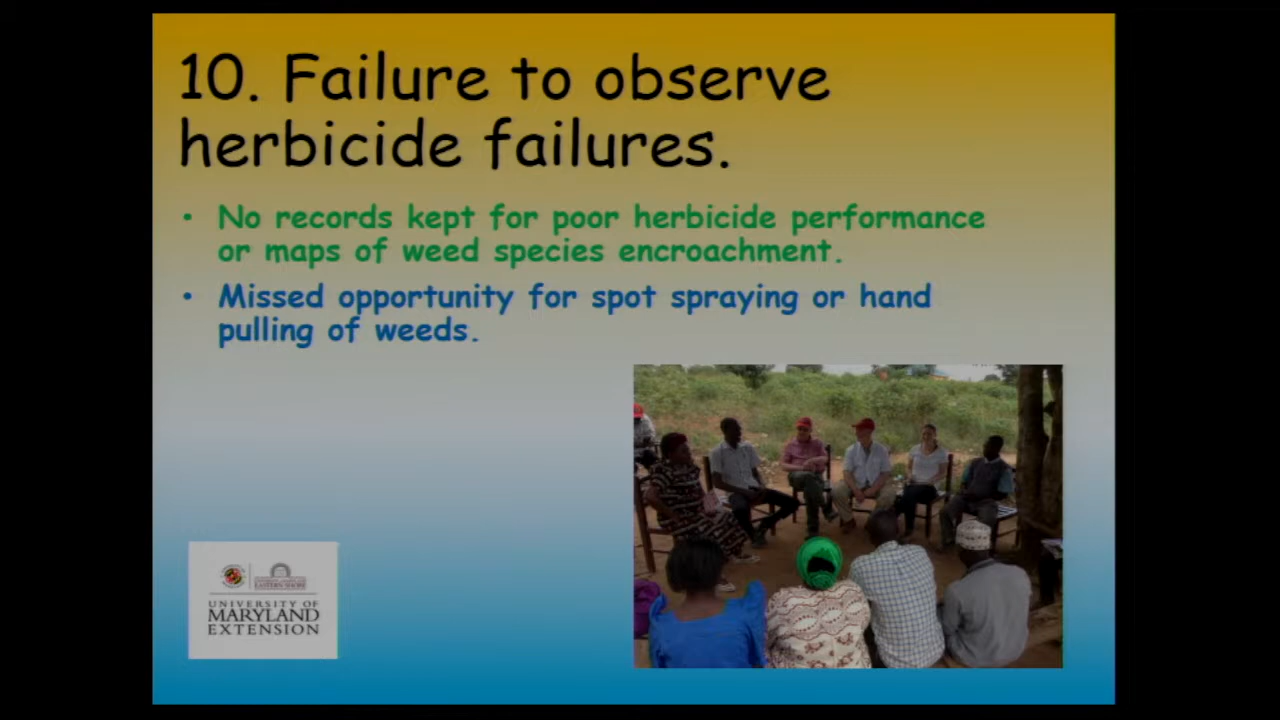 10. Failure to observe
herbicide failures.
• No records kept for poor herbicide performance
or maps of weed species encroachment.
• Missed opportunity for spot spraying or hand
pulling of weeds.
UNIVERSITY OF
MARYLAND
EXTENSION